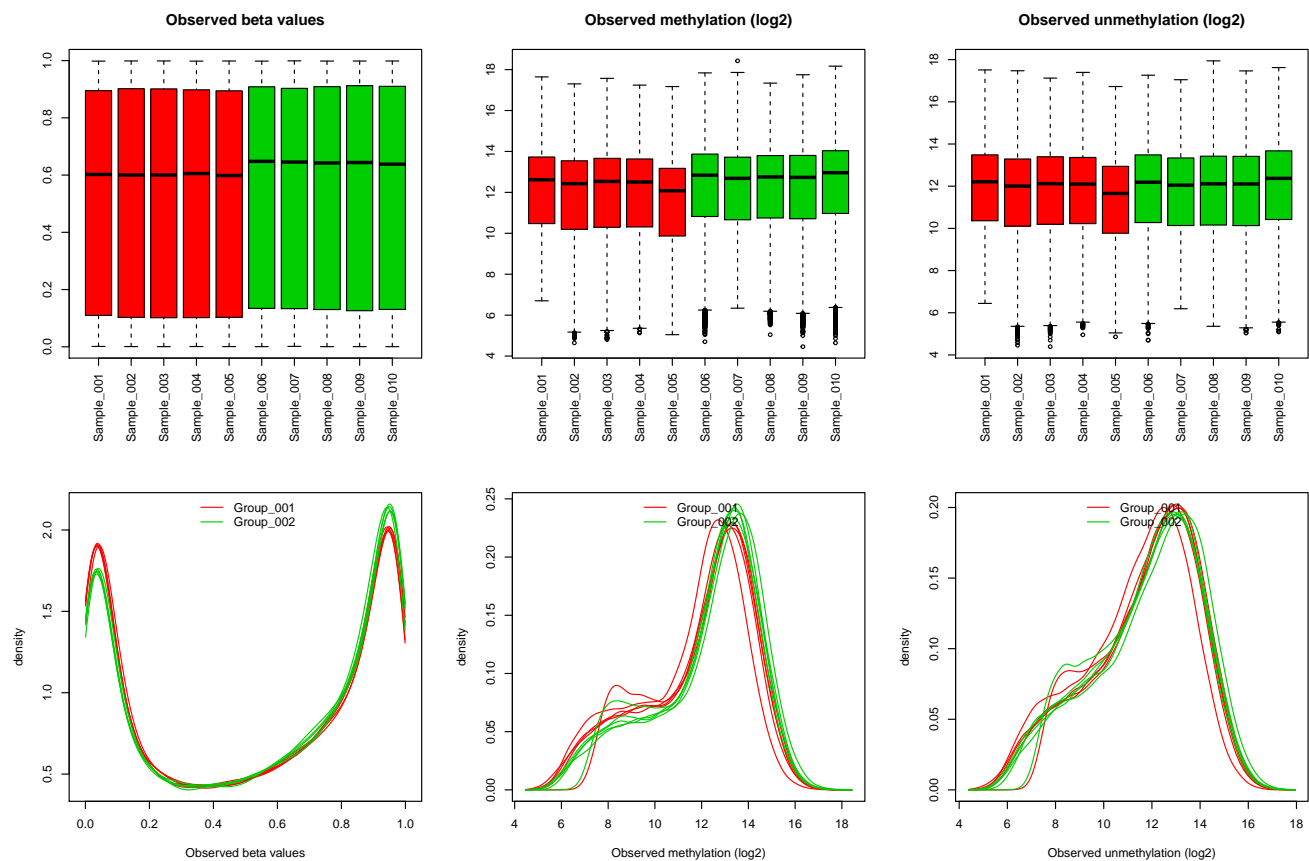 Observed beta values
0.0 0.2 0.4 0.6 0.8 1.0
Sample_001 Sample_002 Sample_003 Sample_004 Sample_005 Sample_006 Sample_007 Sample_008 Sample_009 Sample_010
Observed methylation (log2)
4 6 8 10 12 14 16 18
Sample_001 Sample_002 Sample_003 Sample_004 Sample_005 Sample_006 Sample_007 Sample_008 Sample_009 Sample_010
Observed unmethylation (log2)
4 6 8 10 12 14 16 18
Sample_001 Sample_002 Sample_003 Sample_004 Sample_005 Sample_006 Sample_007 Sample_008 Sample_009 Sample_010
Group_001
Group_002
density
0.5 1.0 1.5 2.0
0.0 0.2 0.4 0.6 0.8 1.0
Observed beta values
Group_001
Group_002
density
0.00 0.05 0.10 0.15 0.20 0.25
4 6 8 10 12 14 16 18
Observed methylation (log2)
Group_001
Group_002
density
0.00 0.05 0.10 0.15 0.20
4 6 8 10 12 14 16 18
Observed unmethylation (log2)